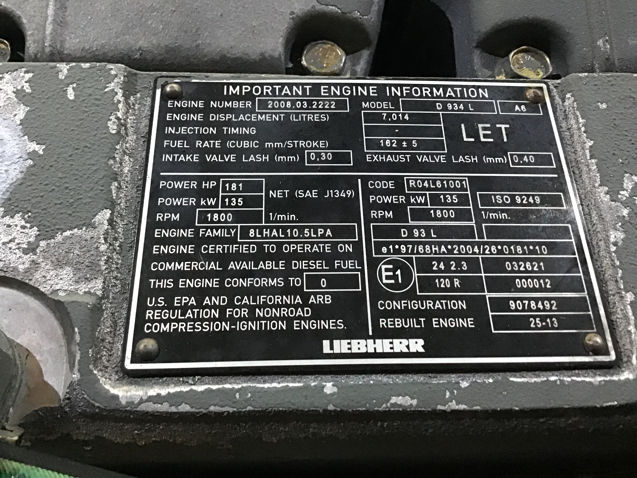 IMPORTANT ENGINE INFORMATION
ENGINE NUMBER 2008.03.2222 MODEL D 934 L A6
ENGINE DISPLACEMENT (LITRES) 7,014
INJECTION TIMING -
LET
FUEL RATE (CUBIC mm/STROKE) 162 ± 5
INTAKE VALVE LASH (mm) 0,30 EXHAUST VALVE LASH (mm) 0,40
POWER HP 181
POWER kW 135
NET (SAE J1349)
RPM 1800 1/min.
ENGINE FAMILY 8LHAL10.5LPA
ENGINE CERTIFIED TO OPERATE ON
COMMERCIAL AVAILABLE DIESEL FUEL
THIS ENGINE CONFORMS TO 0
U.S. EPA AND CALIFORNIA ARB
REGULATION FOR NONROAD
COMPRESSION-IGNITION ENGINES.
CODE R04L61001
POWER kW 135 ISO 9249
RPM 1800 1/min.
D 93 L
e1*97/68HA*2004/26*0181*10
E1 24 2.3 032621
120 R 000012
CONFIGURATION 9078492
REBUILT ENGINE 25-13
LIEBHERR